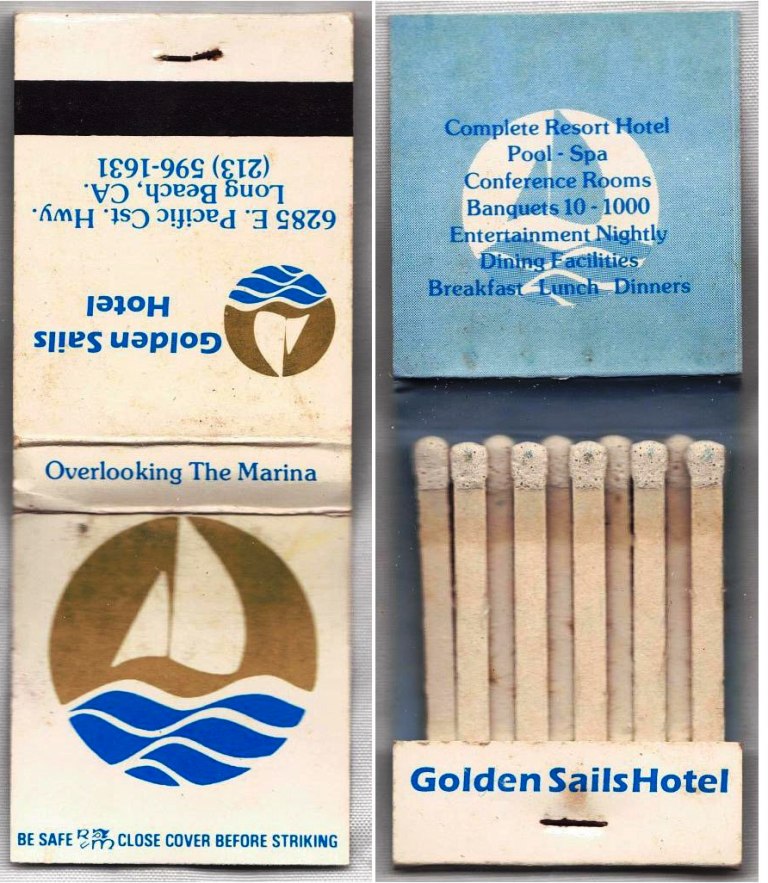 (213) 596-1631
Long Beach, CA.
6285 E. Pacific Cst. Hwy.
Hotel
Golden Sails
Overlooking The Marina
BE SAFE CLOSE COVER BEFORE STRIKING
Complete Resort Hotel
Pool - Spa
Conference Rooms
Banquets 10 - 1000
Entertainment Nightly
Dining Facilities
Breakfast Lunch Dinners
Golden Sails Hotel